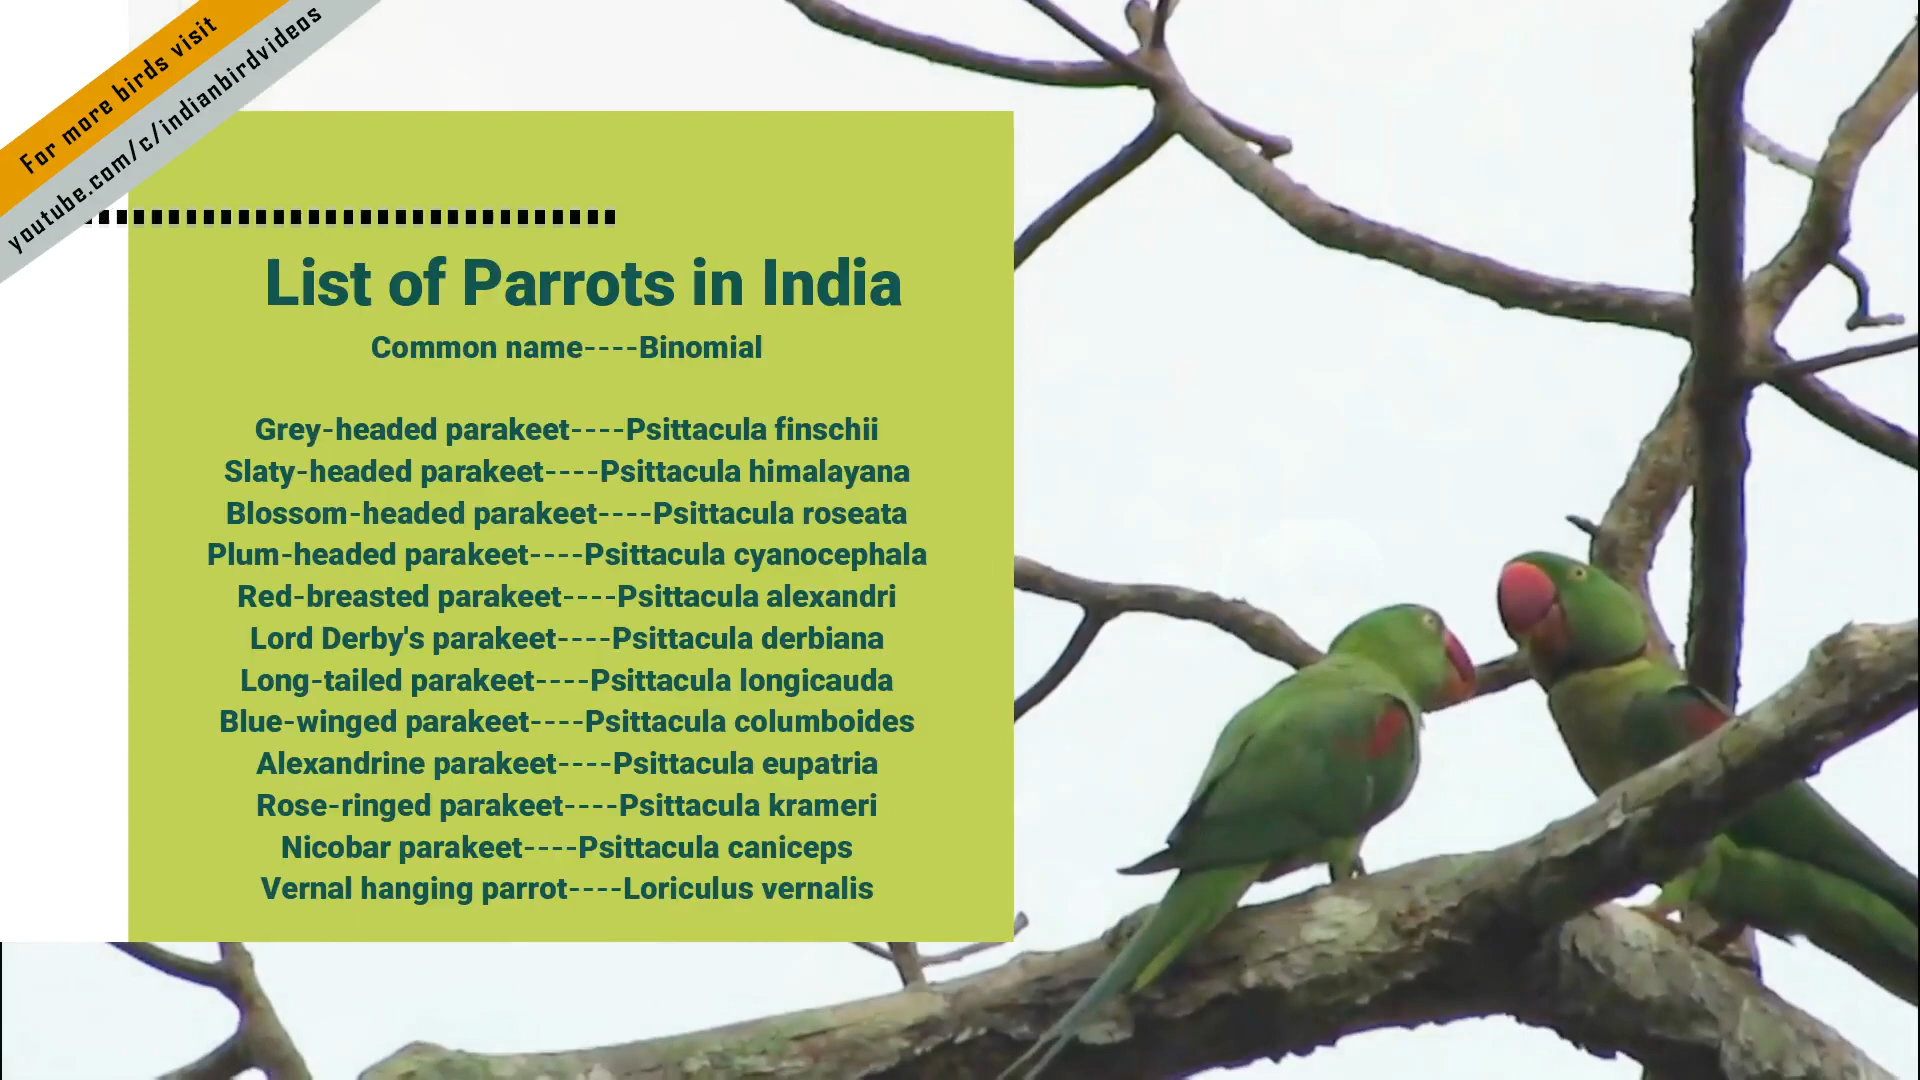 For more birds visit
youtube.com/c/indianbirdvideos
List of Parrots in India
Common name----Binomial
Grey-headed parakeet----Psittacula finschii
Slaty-headed parakeet----Psittacula himalayana
Blossom-headed parakeet----Psittacula roseata
Plum-headed parakeet----Psittacula cyanocephala
Red-breasted parakeet----Psittacula alexandri
Lord Derby's parakeet----Psittacula derbiana
Long-tailed parakeet----Psittacula longicauda
Blue-winged parakeet----Psittacula columboides
Alexandrine parakeet----Psittacula eupatria
Rose-ringed parakeet----Psittacula krameri
Nicobar parakeet----Psittacula caniceps
Vernal hanging parrot----Loriculus vernalis